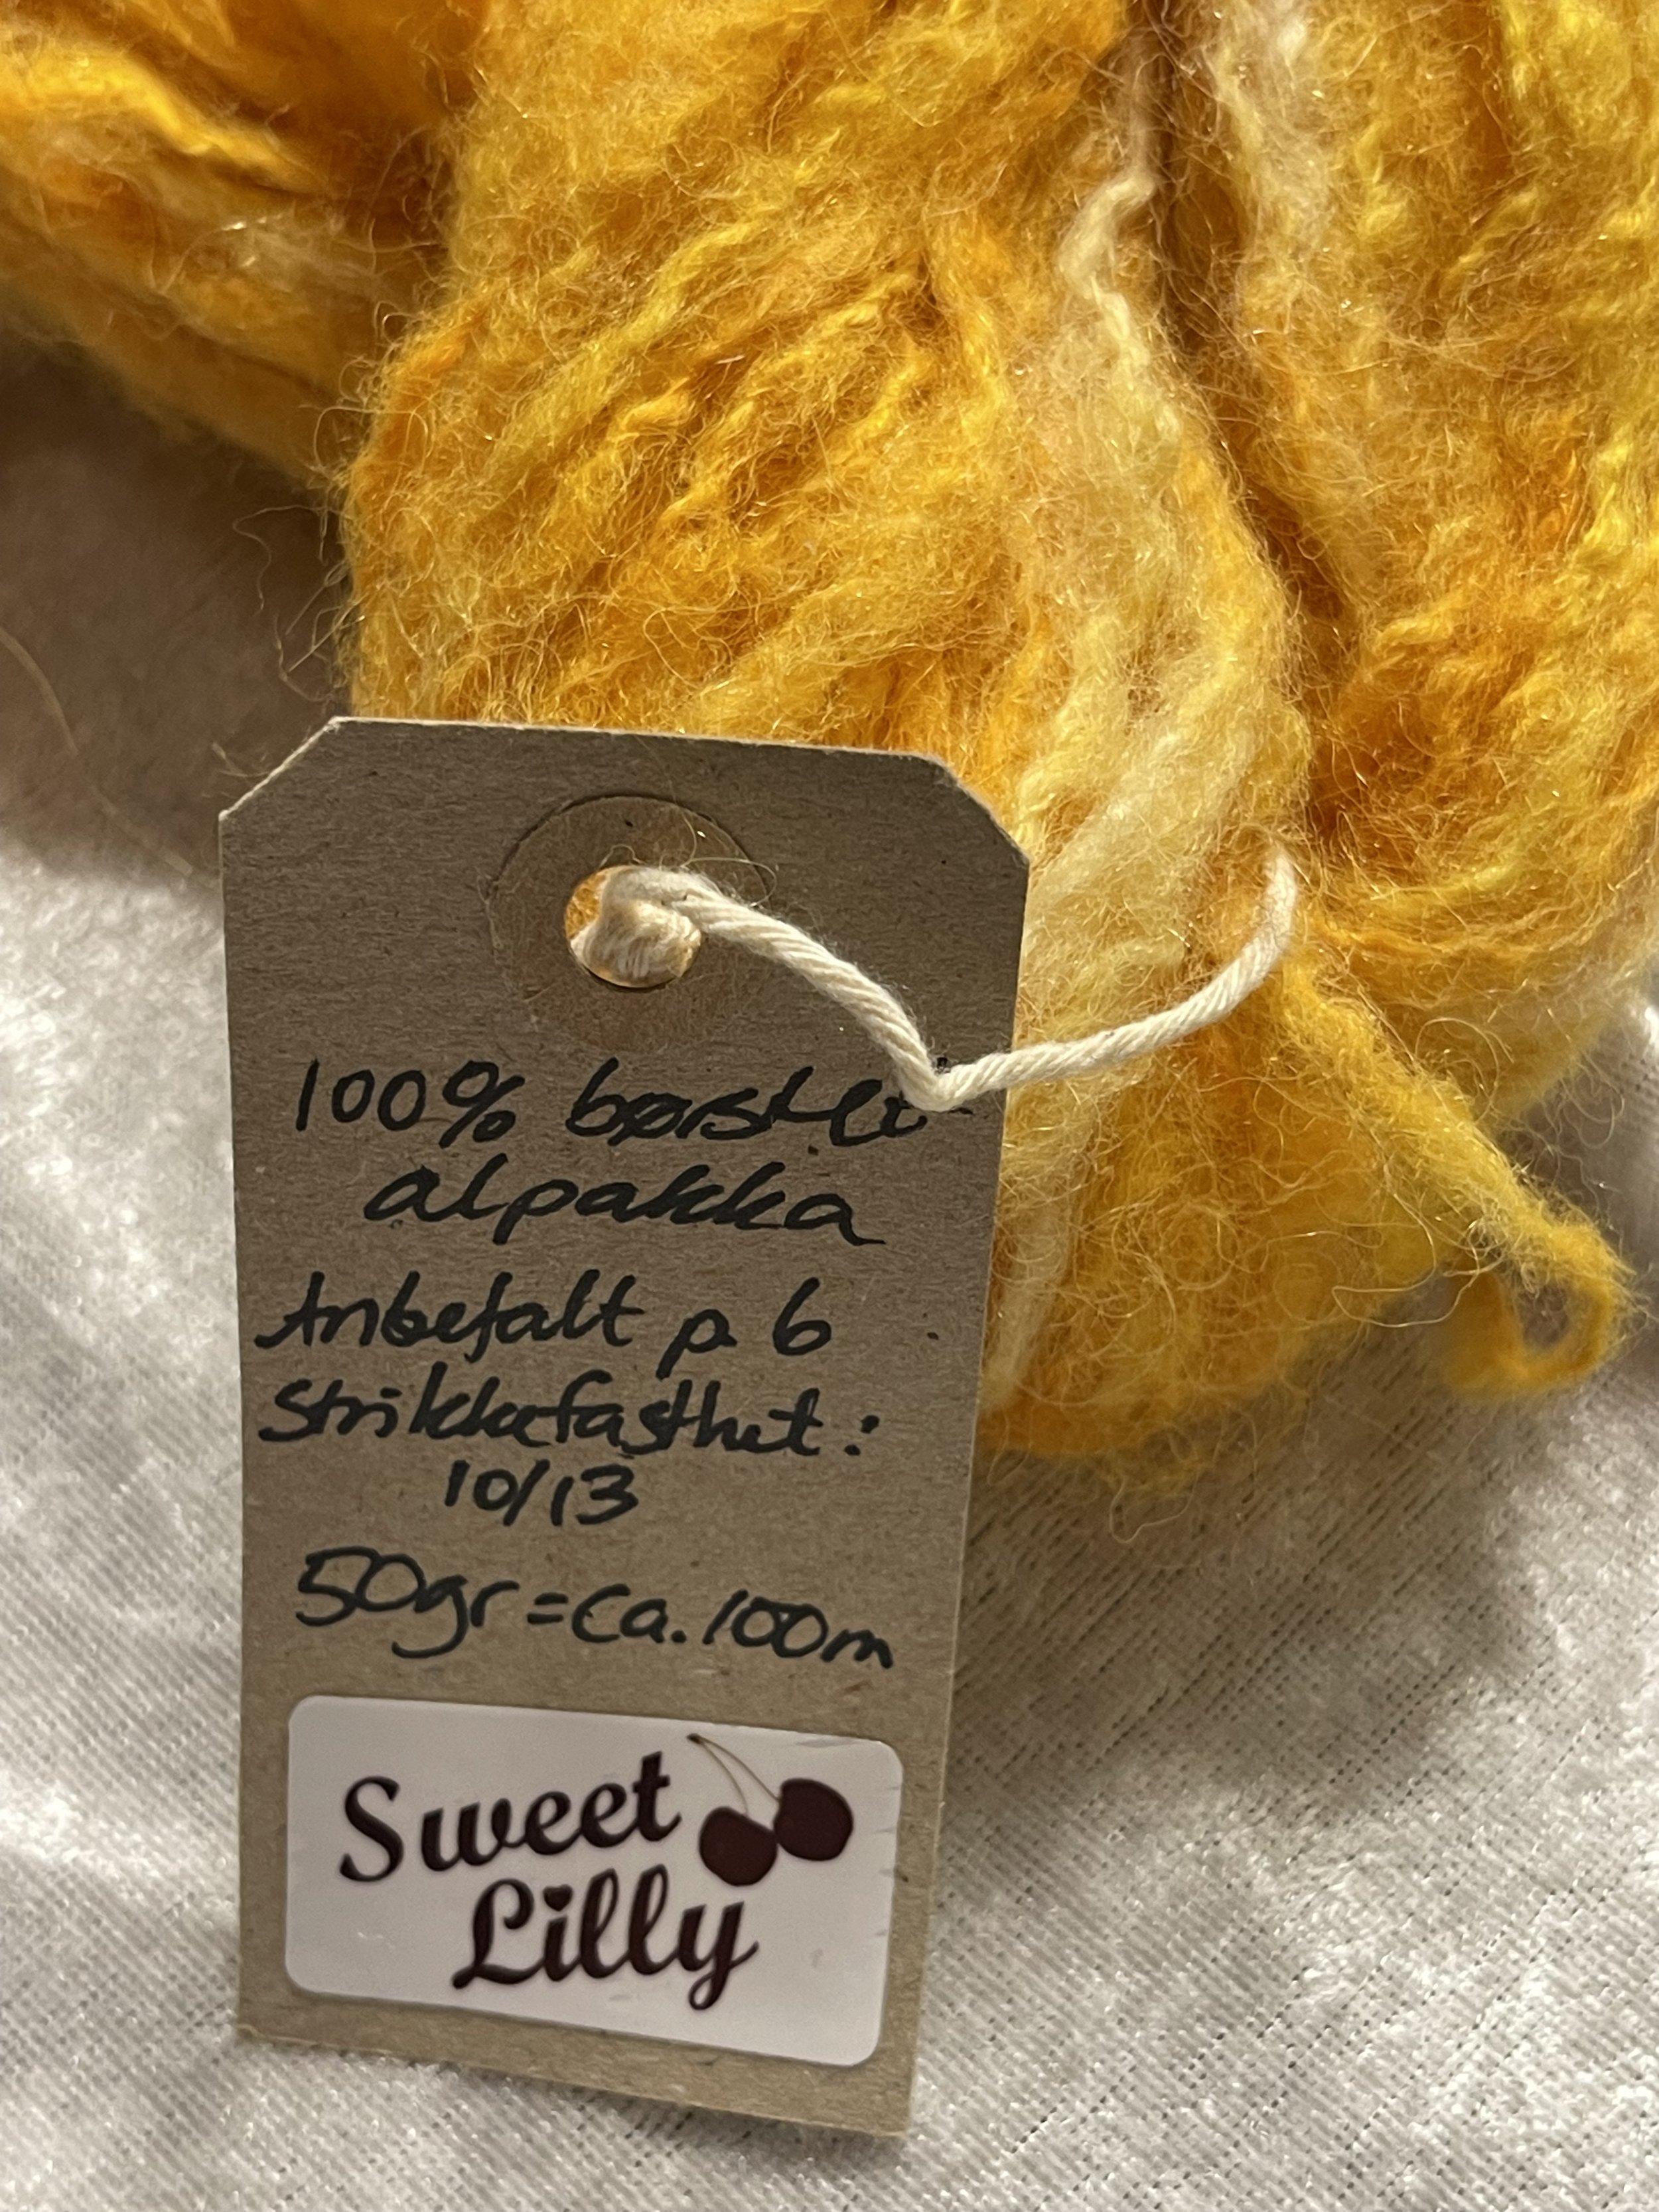 100% børstet
alpakka
Anbefalt p. 6
Strikkefasthet:
10/13
50gr = ca. 100m
Sweet
Lilly